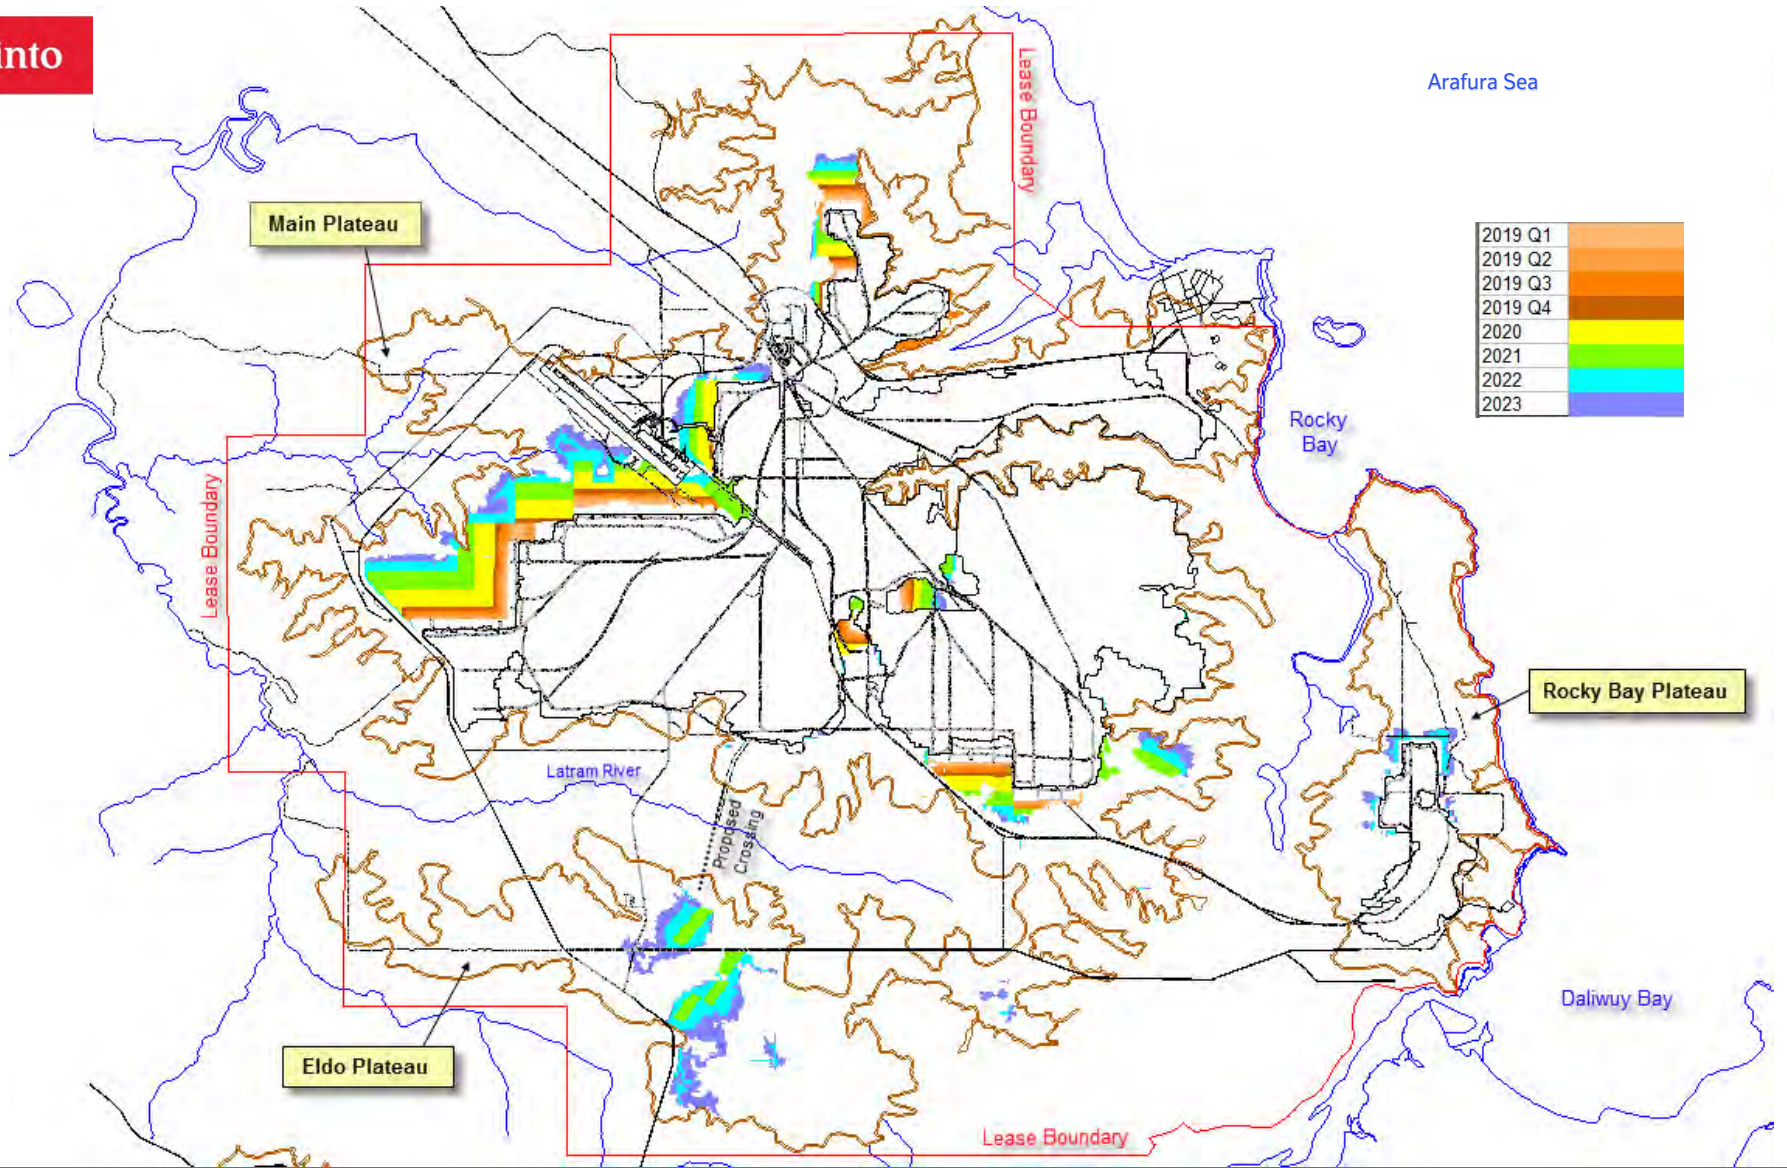 into
Arafura Sea
Lease Boundary
Main Plateau
2019 Q1
2019 Q2
2019 Q3
2019 Q4
2020
2021
2022
2023
Rocky
Bay
Lease Boundary
Rocky Bay Plateau
Latram River
Proposed
Crossing
Daliwuy Bay
Eldo Plateau
Lease Boundary